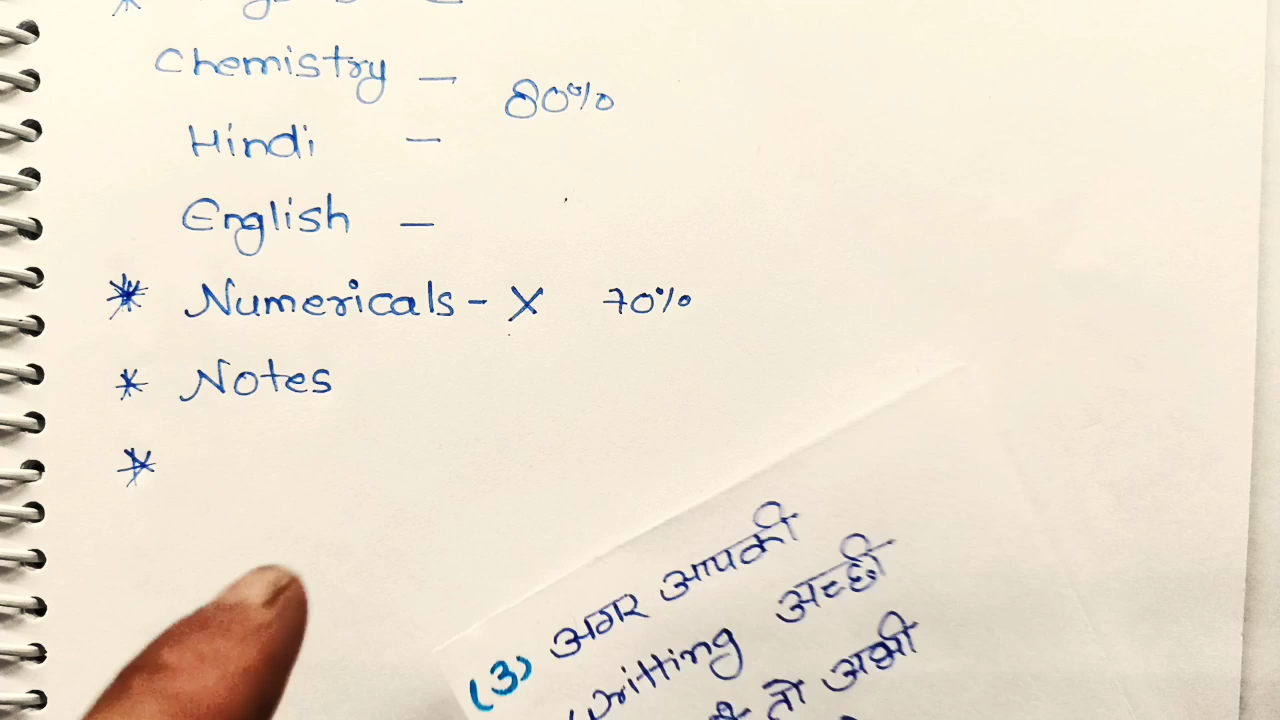 Chemistry –
80%
Hindi –
English –
* Numericals - X 70%
* Notes
*
(3) अगर आपकी
writting अच्छी
है तो अभी